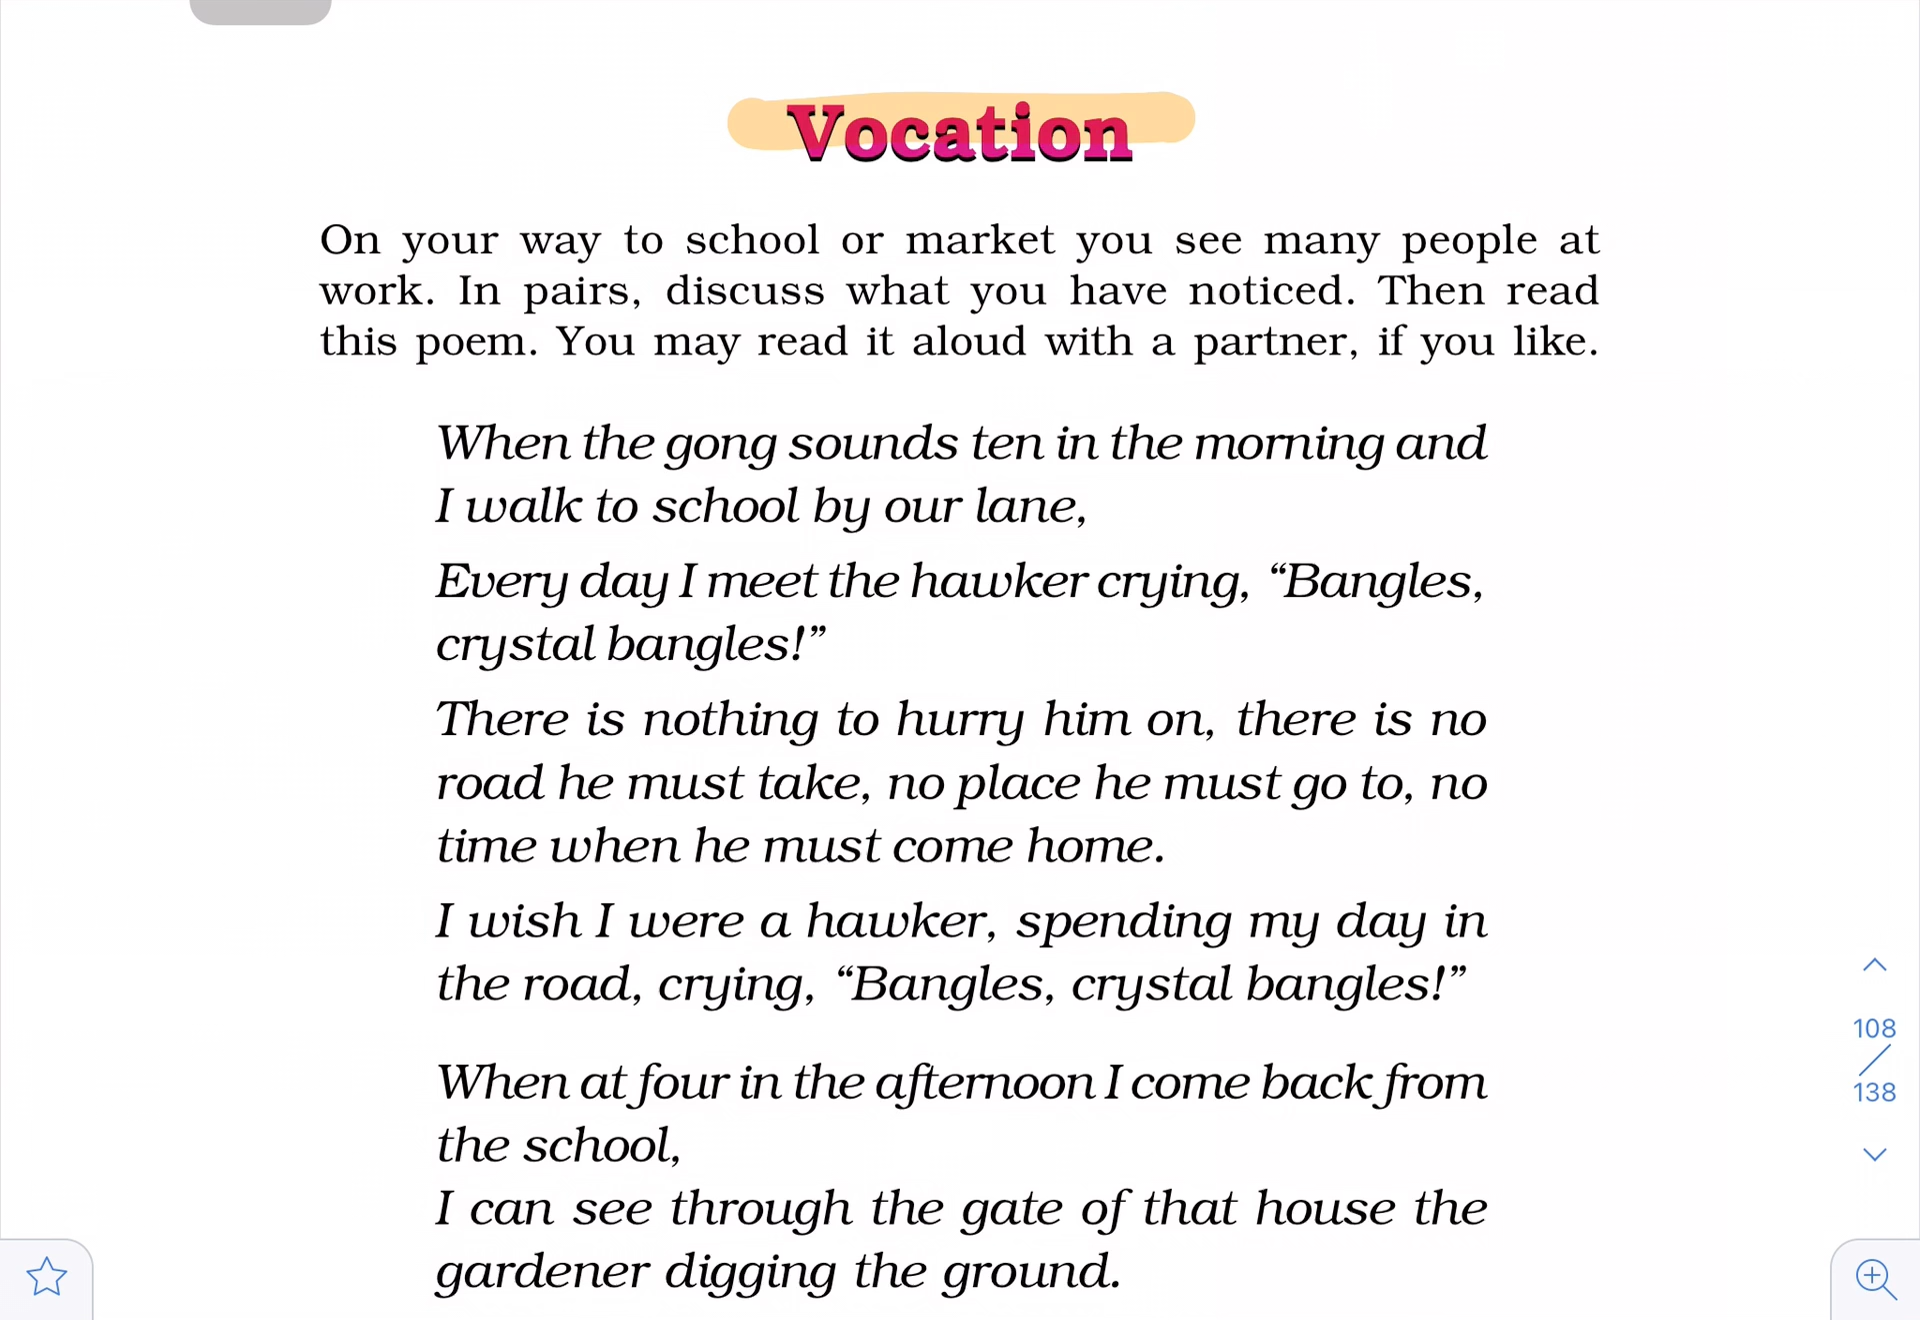 Vocation
On your way to school or market you see many people at
work. In pairs, discuss what you have noticed. Then read
this poem. You may read it aloud with a partner, if you like.
When the gong sounds ten in the morning and
I walk to school by our lane,
Every day I meet the hawker crying, “Bangles,
crystal bangles!”
There is nothing to hurry him on, there is no
road he must take, no place he must go to, no
time when he must come home.
I wish I were a hawker, spending my day in
the road, crying, “Bangles, crystal bangles!”
When at four in the afternoon I come back from
the school,
I can see through the gate of that house the
gardener digging the ground.
108
138